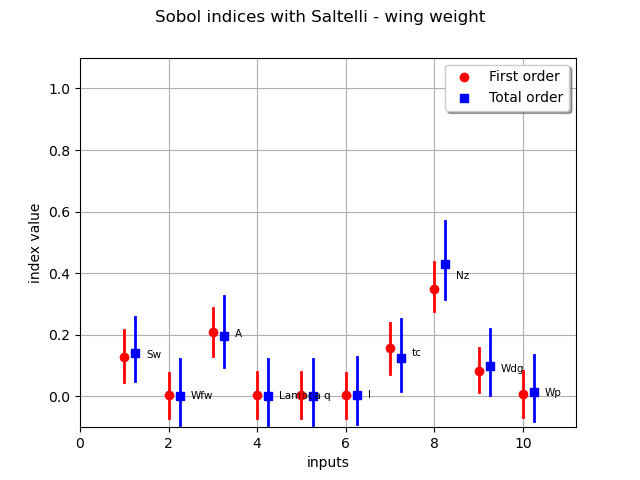 Sobol indices with Saltelli - wing weight
First order
Total order
index value
1.0
0.8
0.6
0.4
0.2
0.0
Sw
Wfw
A
Lambda
q
l
tc
Nz
Wdg
Wp
0
2
4
6
8
10
inputs